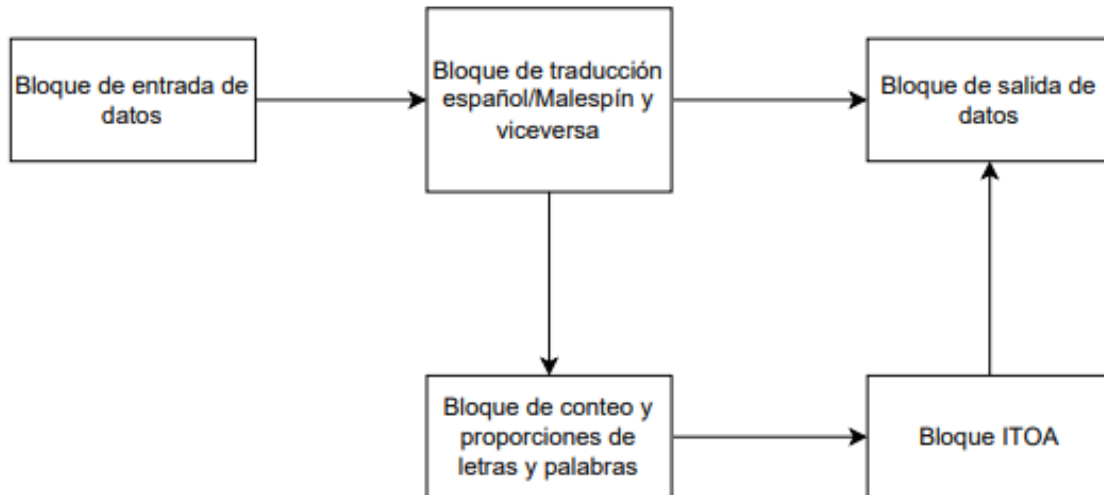 Bloque de entrada de
datos
Bloque de traducción
español/Malespín y
viceversa
Bloque de salida de
datos
Bloque de conteo y
proporciones de
letras y palabras
Bloque ITOA